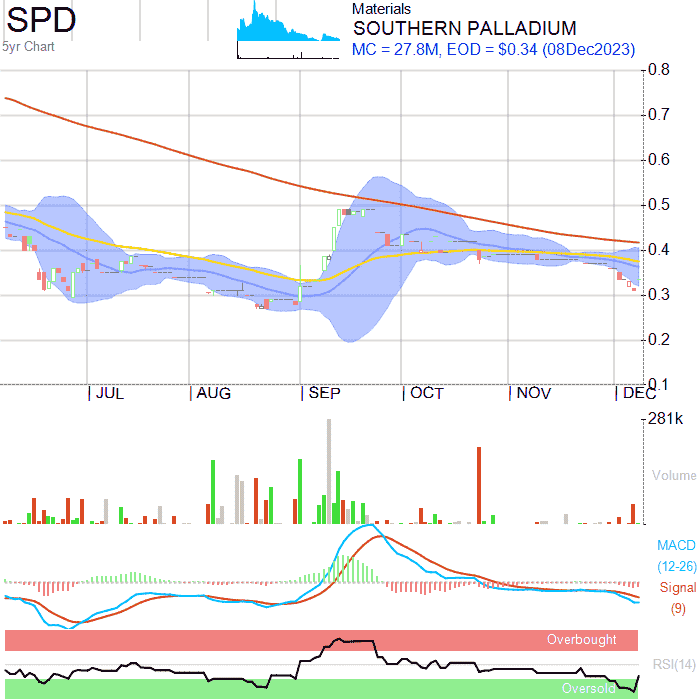 SPD
5yr Chart
Materials
SOUTHERN PALLADIUM
MC = 27.8M, EOD = $0.34 (08Dec2023)
0.8
0.7
0.6
0.5
0.4
0.3
0.2
0.1
JUL AUG SEP OCT NOV DEC
281k
Volume
MACD
(12-26)
Signal
(9)
Overbought
RSI(14)
Oversold